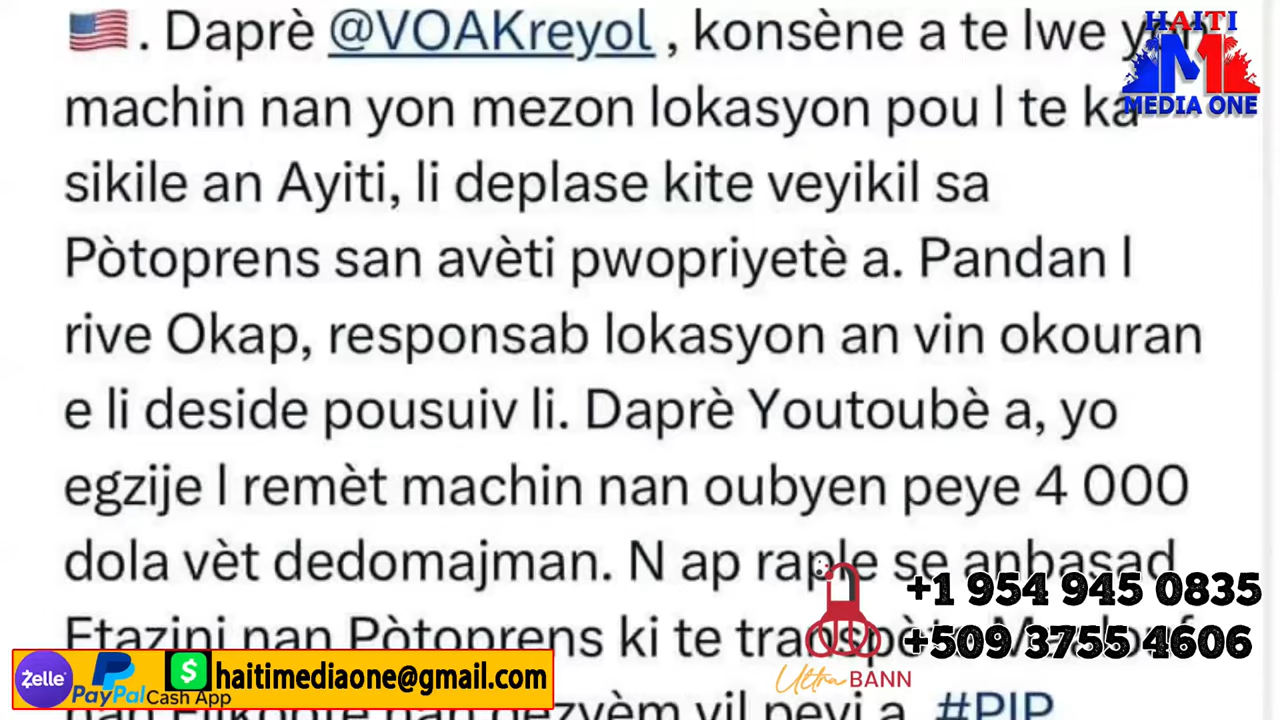 🇺🇸. Daprè @VOAKreyol , konsène a te lwe yon
machin nan yon mezon lokasyon pou l te ka
sikile an Ayiti, li deplase kite veyikil sa
Pòtoprens san avèti pwopriyetè a. Pandan l
rive Okap, responsab lokasyon an vin okouran
e li deside pousuiv li. Daprè Youtoubè a, yo
egzije l remèt machin nan oubyen peye 4 000
dola vèt dedomajman. N ap raple se anbasad
Etazini nan Pòtoprens ki te
nan vil peyi a. #PIP
HAITI
MEDIA ONE
+1 954 945 0835
+509 3755 4606
Ultra BANN
Zelle
PayPal
Cash App
haitimediaone@gmail.com